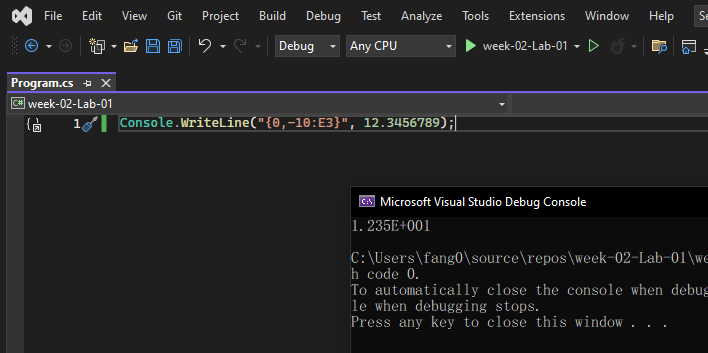 File Edit View Git Project Build Debug Test Analyze Tools Extensions Window Help
Debug Any CPU week-02-Lab-01
Program.cs
C# week-02-Lab-01
1 Console.WriteLine("{0,-10:E3}", 12.3456789);
C:\ Microsoft Visual Studio Debug Console
1.235E+001
C:\Users\fang0\source\repos\week-02-Lab-01\we
h code 0.
To automatically close the console when debug
le when debugging stops.
Press any key to close this window . . .